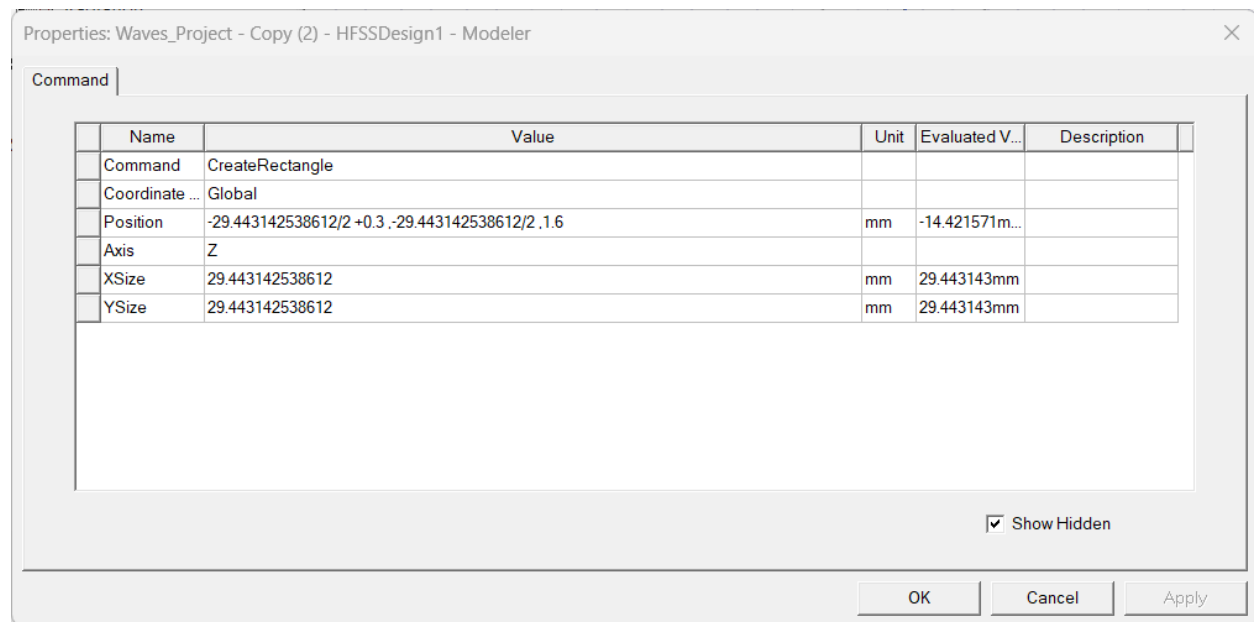 Properties: Waves_Project - Copy (2) - HFSSDesign1 - Modeler
Command
Name Value Unit Evaluated V... Description
Command CreateRectangle
Coordinate ... Global
Position -29.443142538612/2 +0.3 ,-29.443142538612/2 ,1.6 mm -14.421571m...
Axis Z
XSize 29.443142538612 mm 29.443143mm
YSize 29.443142538612 mm 29.443143mm
Show Hidden
OK Cancel Apply